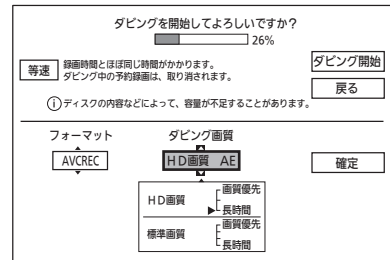 ダビングを開始してよろしいですか？
26%
等速
録画時間とほぼ同じ時間がかかります。
ダビング中の予約録画は、取り消されます。
ダビング開始
戻る
ⓘディスクの内容などによって、容量が不足することがあります。
フォーマット
ダビング画質
AVCREC
ＨＤ画質 AE
確定
ＨＤ画質
画質優先
▶長時間
標準画質
画質優先
長時間